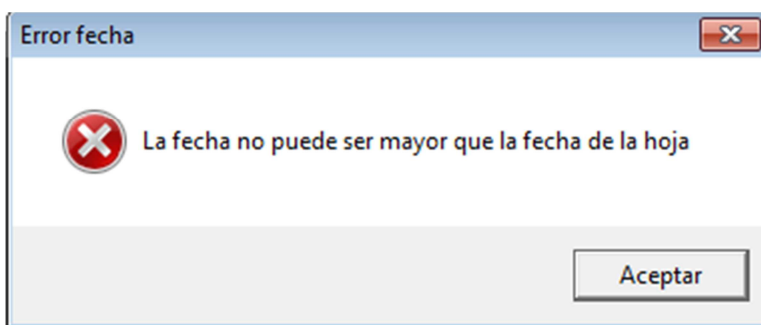 Error fecha
La fecha no puede ser mayor que la fecha de la hoja
Aceptar